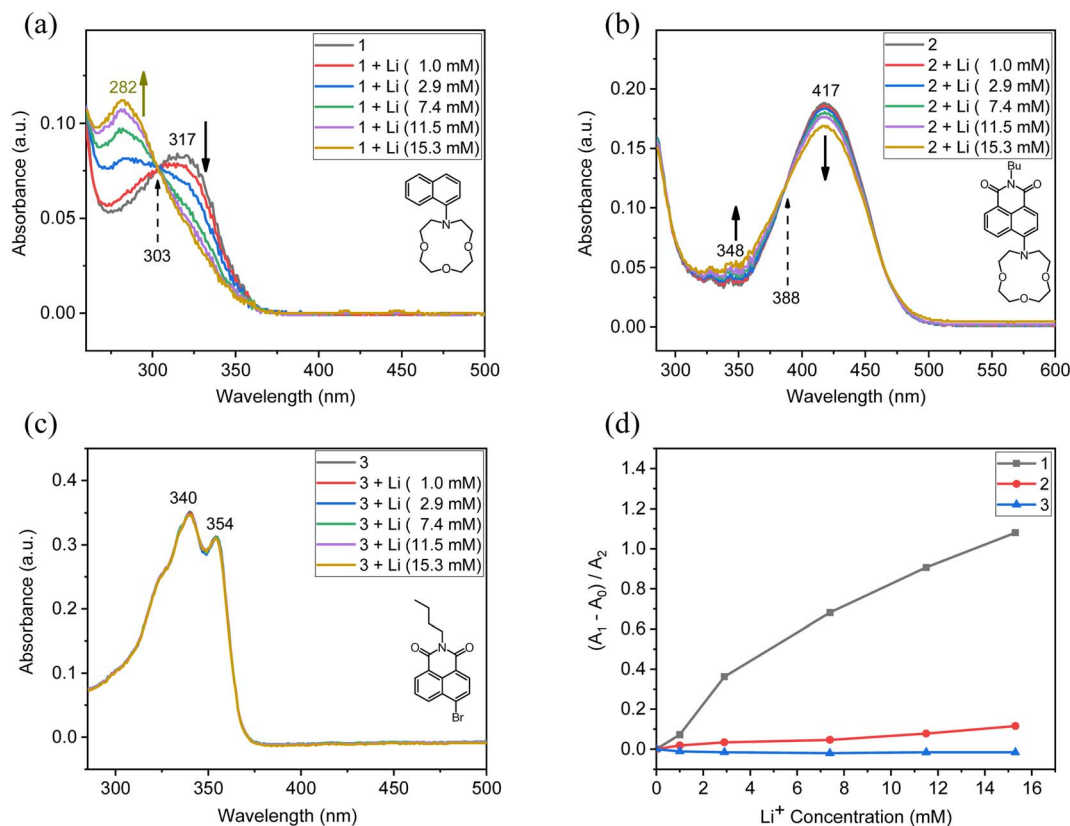 (a)
0.15
0.10
0.05
0.00
Absorbance (a.u.)
300
350
400
450
500
Wavelength (nm)
282
317
303
1
1 + Li ( 1.0 mM)
1 + Li ( 2.9 mM)
1 + Li ( 7.4 mM)
1 + Li (11.5 mM)
1 + Li (15.3 mM)
N
O
O
O
(b)
0.25
0.20
0.15
0.10
0.05
0.00
Absorbance (a.u.)
300
350
400
450
500
550
600
Wavelength (nm)
417
348
388
2
2 + Li ( 1.0 mM)
2 + Li ( 2.9 mM)
2 + Li ( 7.4 mM)
2 + Li (11.5 mM)
2 + Li (15.3 mM)
Bu
O
N
O
N
O
O
O
(c)
0.4
0.3
0.2
0.1
0.0
Absorbance (a.u.)
300
350
400
450
500
Wavelength (nm)
340
354
3
3 + Li ( 1.0 mM)
3 + Li ( 2.9 mM)
3 + Li ( 7.4 mM)
3 + Li (11.5 mM)
3 + Li (15.3 mM)
O
N
O
Br
(d)
1.4
1.2
1.0
0.8
0.6
0.4
0.2
0.0
(A1 - A0) / A2
0
2
4
6
8
10
12
14
16
Li+ Concentration (mM)
1
2
3